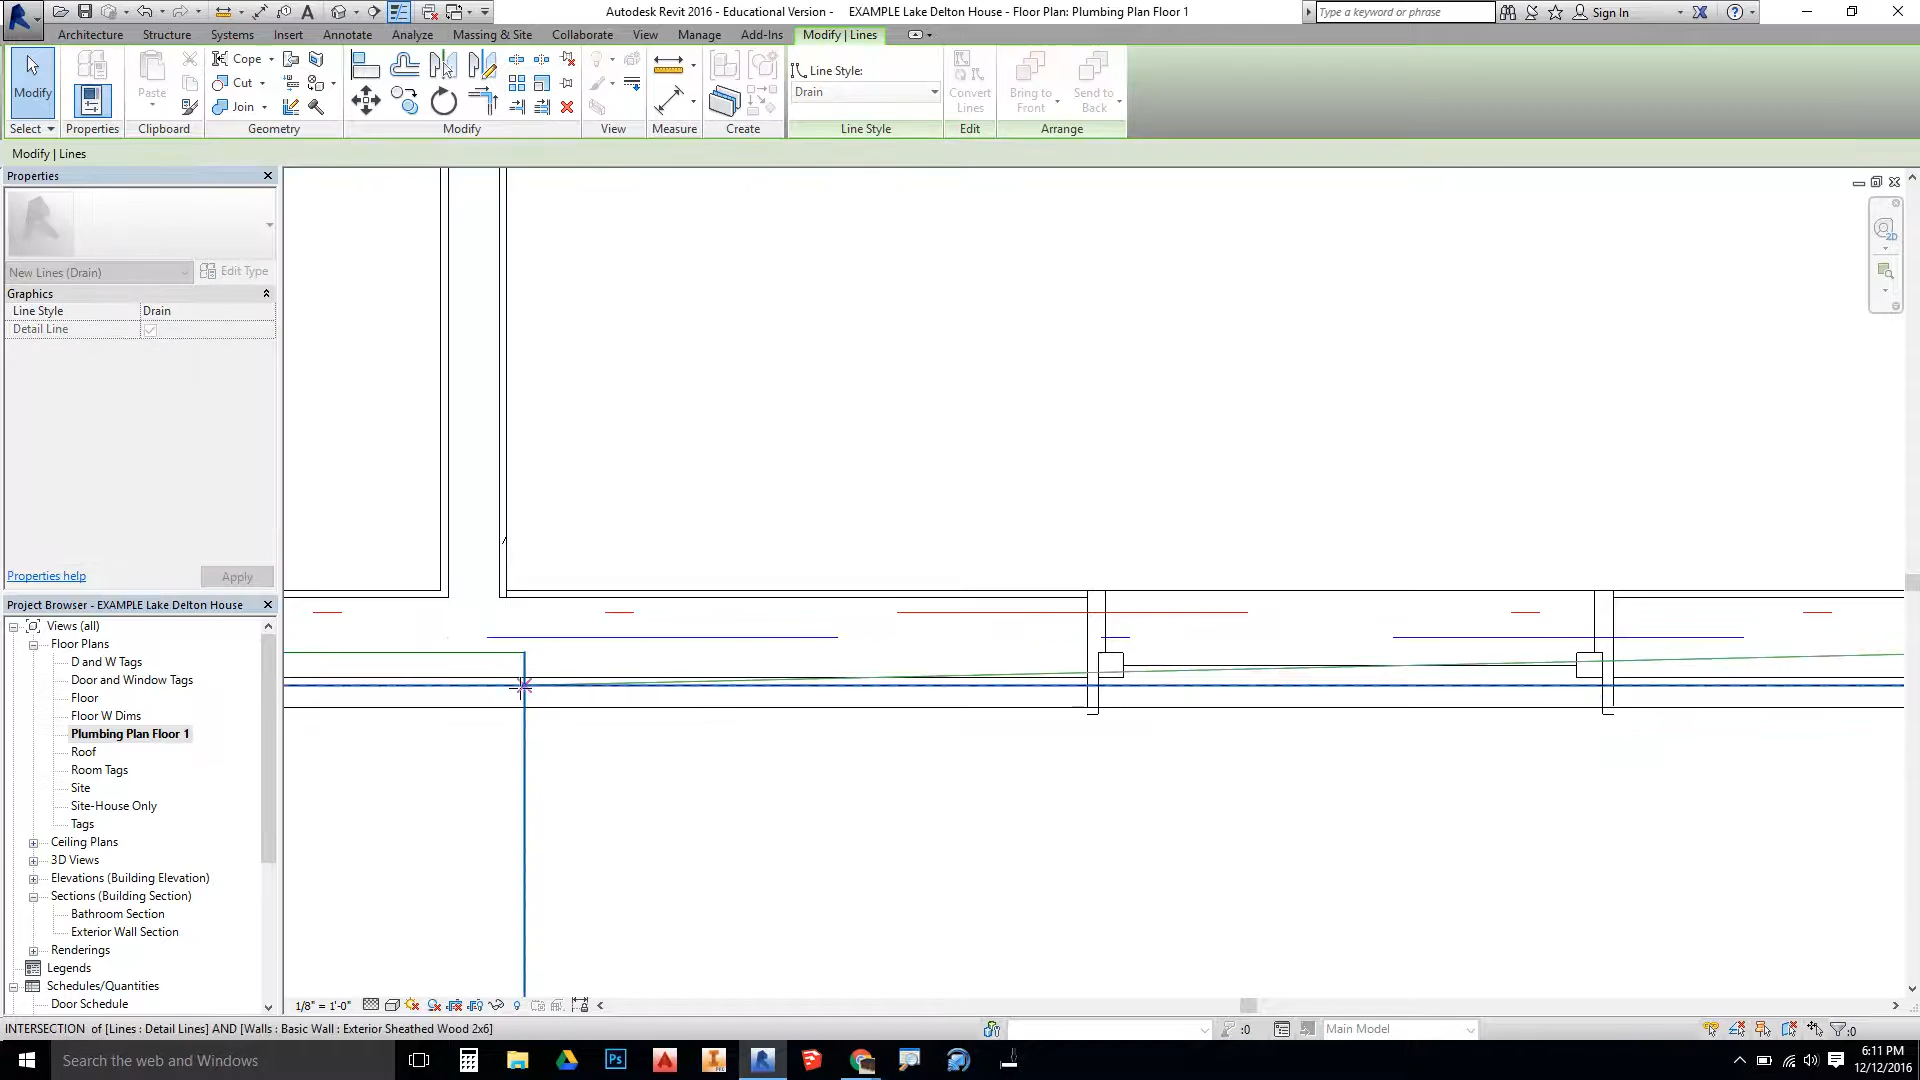 Autodesk Revit 2016 - Educational Version - EXAMPLE Lake Delton House - Floor Plan: Plumbing Plan Floor 1
Type a keyword or phrase
Sign In
Architecture Structure Systems Insert Annotate Analyze Massing & Site Collaborate View Manage Add-Ins Modify | Lines
Modify
Paste
Cope
Cut
Join
Line Style:
Drain
Convert Lines
Bring to Front
Send to Back
Select Properties Clipboard Geometry Modify View Measure Create Line Style Edit Arrange
Modify | Lines
Properties
New Lines (Drain)
Edit Type
Graphics
Line Style Drain
Detail Line
Properties help
Apply
Project Browser - EXAMPLE Lake Delton House
Views (all)
Floor Plans
D and W Tags
Door and Window Tags
Floor
Floor W Dims
Plumbing Plan Floor 1
Roof
Room Tags
Site
Site-House Only
Tags
Ceiling Plans
3D Views
Elevations (Building Elevation)
Sections (Building Section)
Bathroom Section
Exterior Wall Section
Renderings
Legends
Schedules/Quantities
Door Schedule
2D
1/8" = 1'-0"
INTERSECTION of [Lines : Detail Lines] AND [Walls : Basic Wall : Exterior Sheathed Wood 2x6]
:0
Main Model
:0
Search the web and Windows
Ps
6:11 PM
12/12/2016